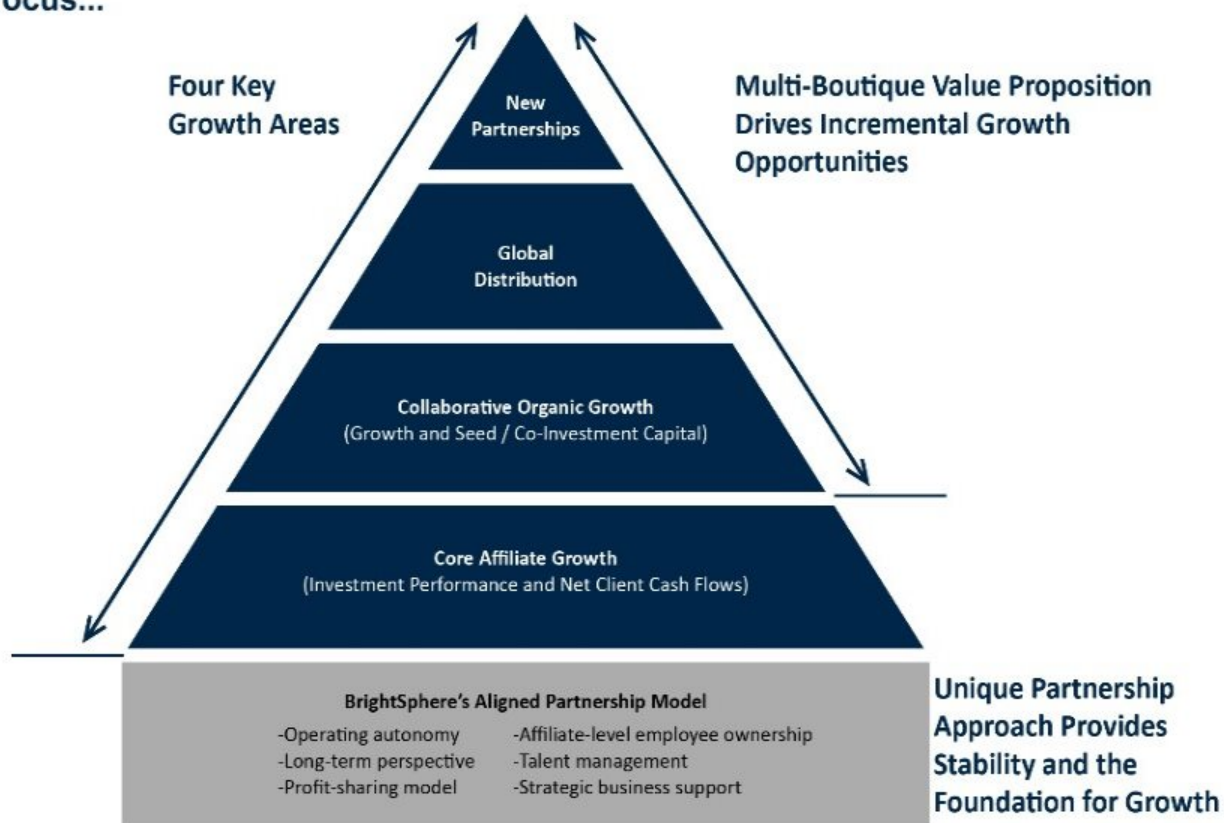 Four Key
Growth Areas
Multi-Boutique Value Proposition
Drives Incremental Growth
Opportunities
New
Partnerships
Global
Distribution
Collaborative Organic Growth
(Growth and Seed / Co-Investment Capital)
Core Affiliate Growth
(Investment Performance and Net Client Cash Flows)
BrightSphere's Aligned Partnership Model
-Operating autonomy
-Long-term perspective
-Profit-sharing model
-Affiliate-level employee ownership
-Talent management
-Strategic business support
Unique Partnership
Approach Provides
Stability and the
Foundation for Growth